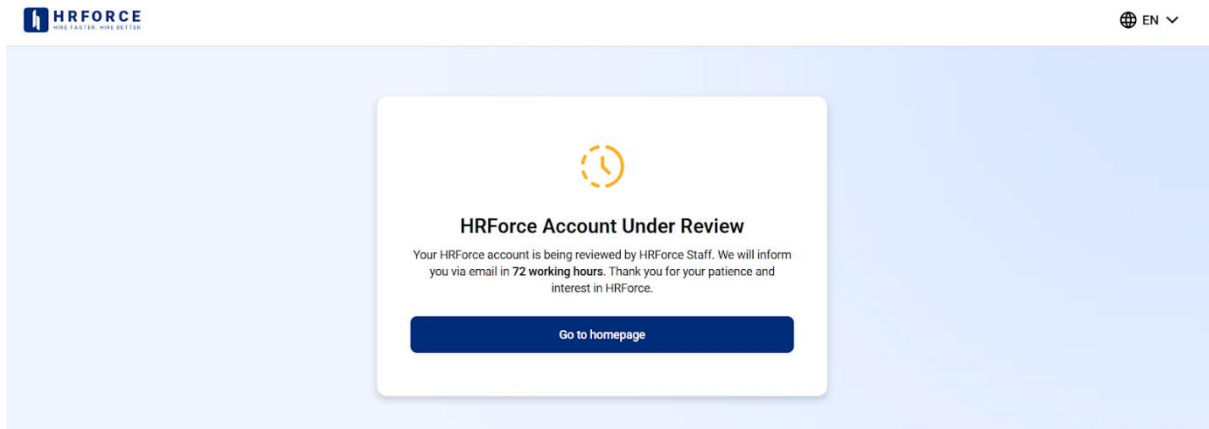 HRFORCE
HIRE FASTER. HIRE BETTER
EN
HRForce Account Under Review
Your HRForce account is being reviewed by HRForce Staff. We will inform
you via email in 72 working hours. Thank you for your patience and
interest in HRForce.
Go to homepage